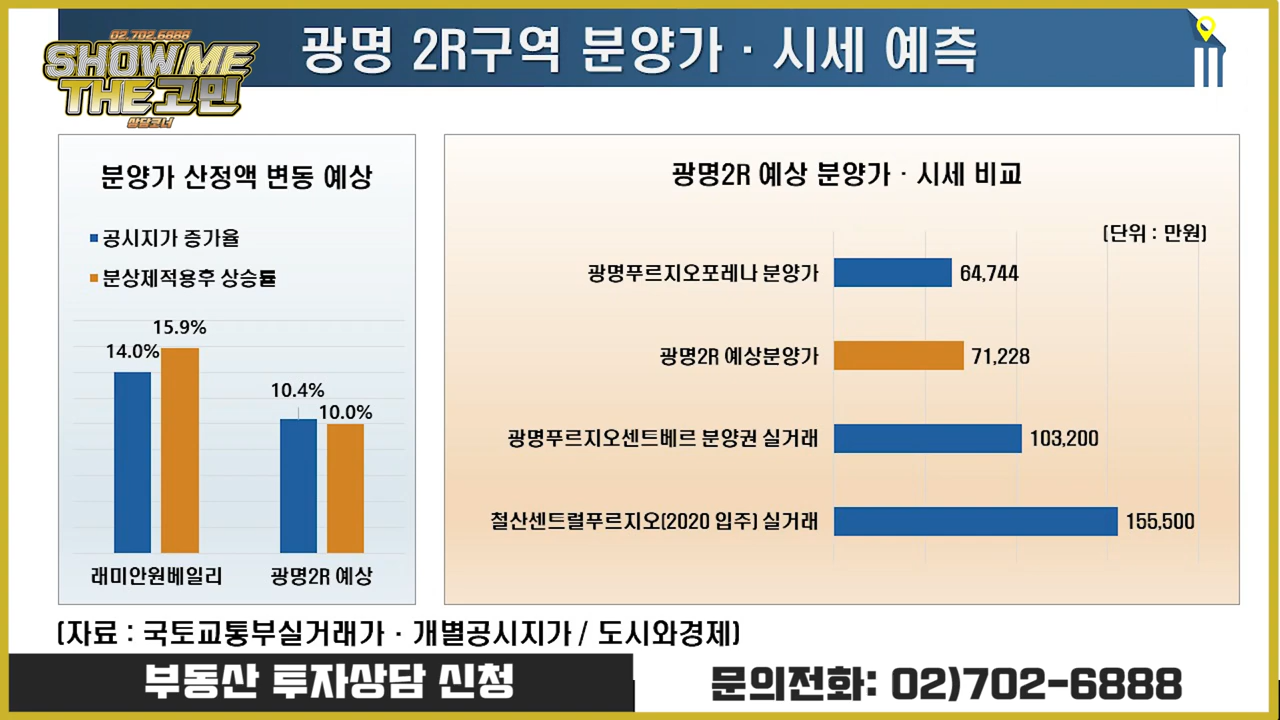 02.702.6888
SHOW ME
THE고민
상담코너
광명 2R구역 분양가 · 시세 예측
분양가 산정액 변동 예상
공시지가 증가율
분상제적용후 상승률
15.9%
14.0%
10.4%
10.0%
래미안원베일리
광명2R 예상
광명2R 예상 분양가 · 시세 비교
(단위 : 만원)
광명푸르지오포레나 분양가 64,744
광명2R 예상분양가 71,228
광명푸르지오센트베르 분양권 실거래 103,200
철산센트럴푸르지오(2020 입주) 실거래 155,500
(자료 : 국토교통부실거래가 · 개별공시지가 / 도시와경제)
부동산 투자상담 신청
문의전화: 02)702-6888